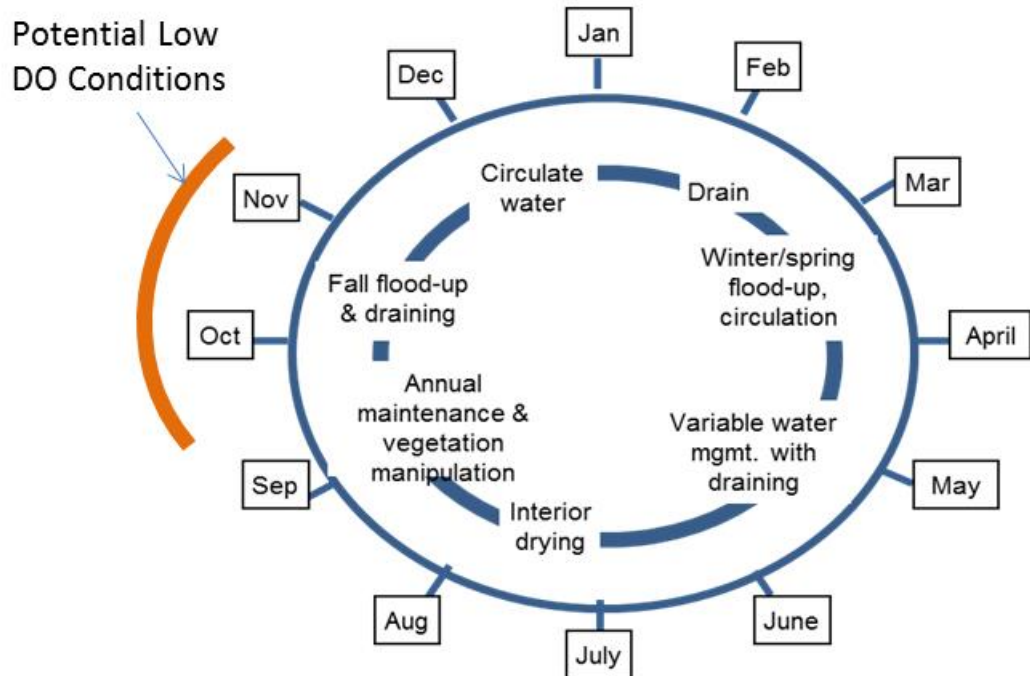 Potential Low
DO Conditions
Jan
Feb
Mar
April
May
June
July
Aug
Sep
Oct
Nov
Dec
Circulate
water
Drain
Winter/spring
flood-up,
circulation
Variable water
mgmt. with
draining
Interior
drying
Annual
maintenance &
vegetation
manipulation
Fall flood-up
& draining